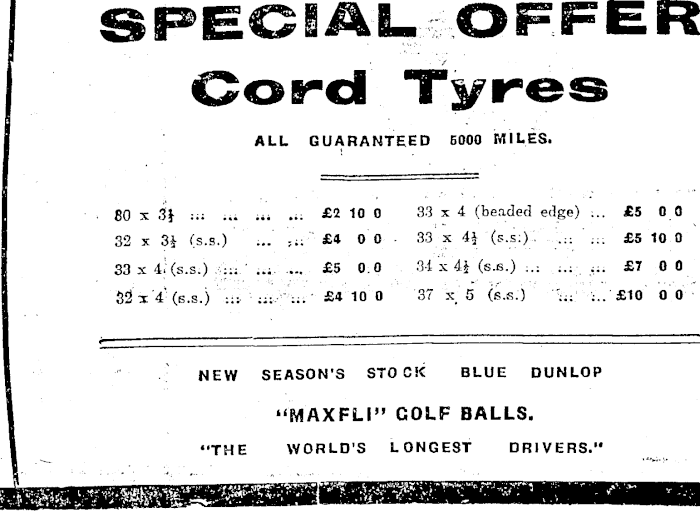 SPECIAL OFFER
Cord Tyres
ALL GUARANTEED 5000 MILES.
80 x 3½ ... ... ... ... £2 10 0 33 x 4 (beaded edge) ... £5 0 0
32 x 3½ (s.s.) ... ... £4 0 0 33 x 4½ (s.s.) ... ... £5 10 0
33 x 4 (s.s.) ... ... ... £5 0 0 34 x 4½ (s.s.) ... ... ... £7 0 0
32 x 4 (s.s.) ... ... ... £4 10 0 37 x 5 (s.s.) ... ... £10 0 0
NEW SEASON'S STOCK BLUE DUNLOP
"MAXFLI" GOLF BALLS.
"THE WORLD'S LONGEST DRIVERS."